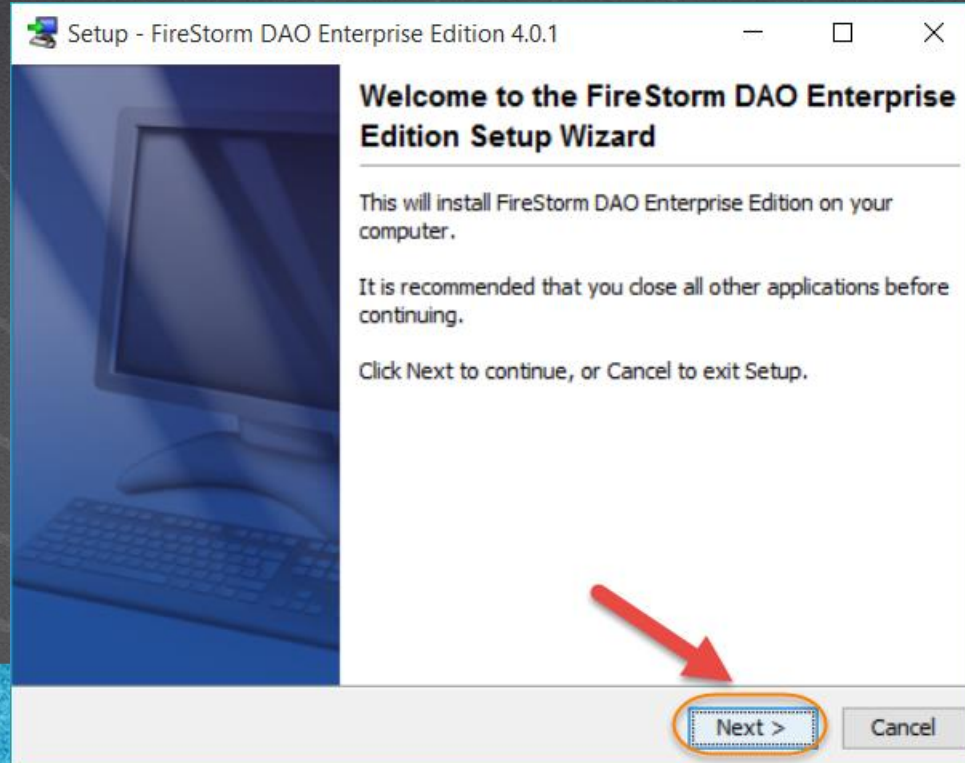 Setup - FireStorm DAO Enterprise Edition 4.0.1
Welcome to the FireStorm DAO Enterprise
Edition Setup Wizard
This will install FireStorm DAO Enterprise Edition on your
computer.
It is recommended that you close all other applications before
continuing.
Click Next to continue, or Cancel to exit Setup.
Next >
Cancel